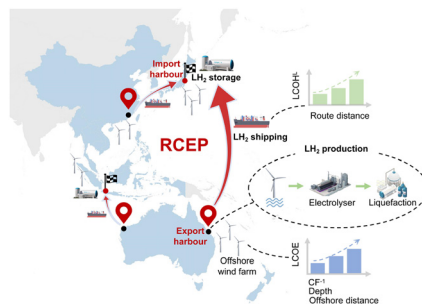 Import
harbour
LH₂ storage
LCOH
Route distance
LH₂ shipping
RCEP
LH₂ production
Electrolyser
Liquefaction
Export
harbour
Offshore
wind farm
LCOE
CF⁻¹
Depth
Offshore distance